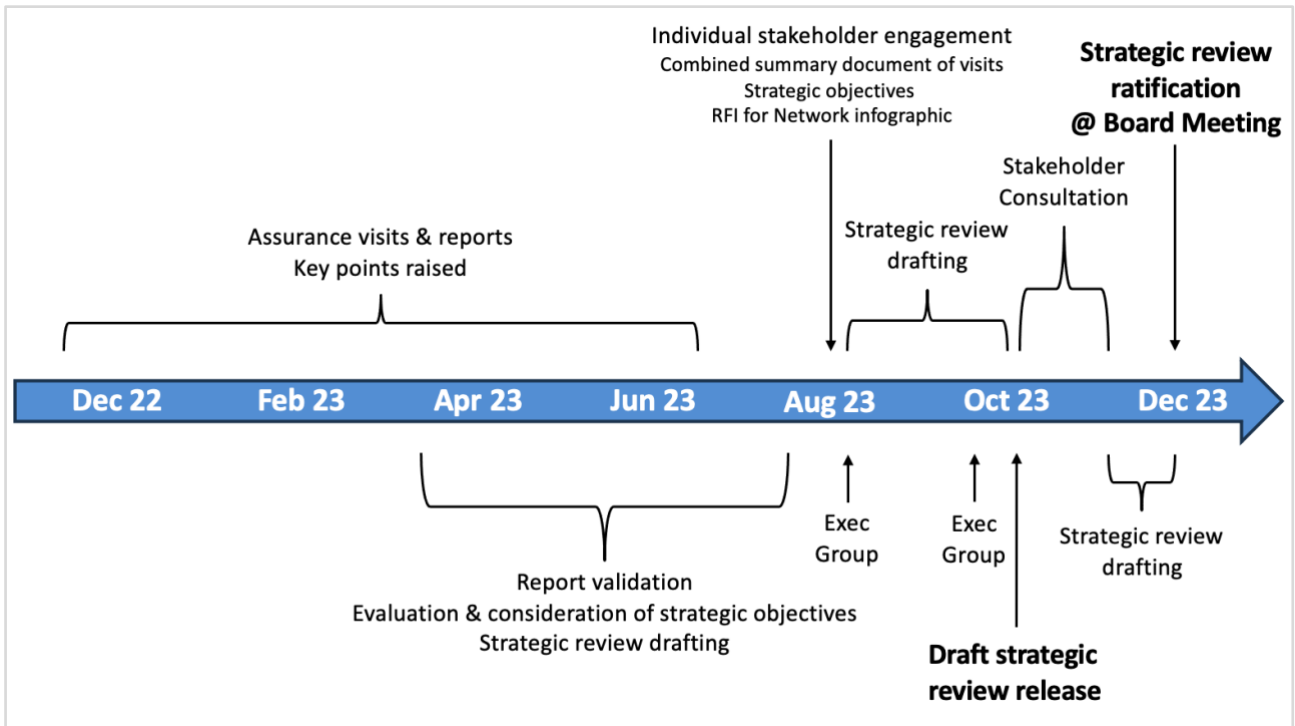 Individual stakeholder engagement
Combined summary document of visits
Strategic objectives
RFI for Network infographic
Strategic review
ratification
@ Board Meeting
Stakeholder
Consultation
Strategic review
drafting
Assurance visits & reports
Key points raised
Dec 22
Feb 23
Apr 23
Jun 23
Aug 23
Oct 23
Dec 23
Report validation
Evaluation & consideration of strategic objectives
Strategic review drafting
Exec
Group
Exec
Group
Draft strategic
review release
Strategic review
drafting